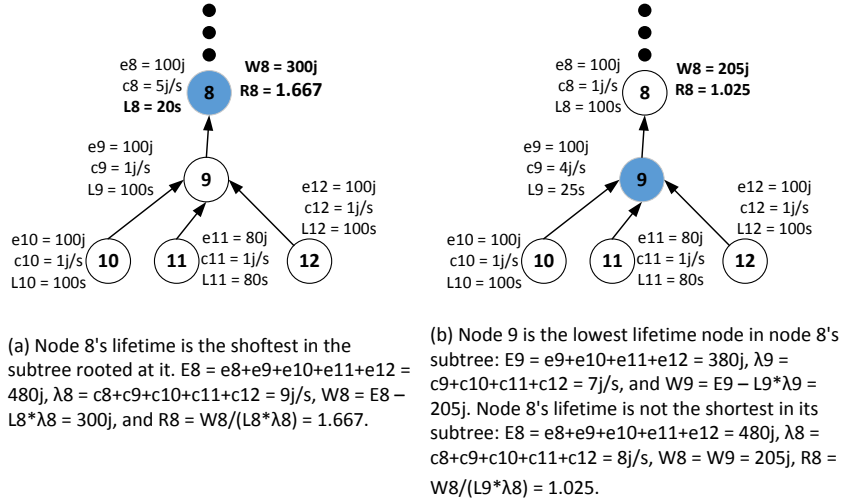 e8 = 100j
c8 = 5j/s
L8 = 20s
8
W8 = 300j
R8 = 1.667
e9 = 100j
c9 = 1j/s
L9 = 100s
9
e12 = 100j
c12 = 1j/s
L12 = 100s
e10 = 100j
c10 = 1j/s
L10 = 100s
10
11
e11 = 80j
c11 = 1j/s
L11 = 80s
12
(a) Node 8's lifetime is the shoftest in the
subtree rooted at it. E8 = e8+e9+e10+e11+e12 =
480j, λ8 = c8+c9+c10+c11+c12 = 9j/s, W8 = E8 –
L8*λ8 = 300j, and R8 = W8/(L8*λ8) = 1.667.
e8 = 100j
c8 = 1j/s
L8 = 100s
8
W8 = 205j
R8 = 1.025
e9 = 100j
c9 = 4j/s
L9 = 25s
9
e12 = 100j
c12 = 1j/s
L12 = 100s
e10 = 100j
c10 = 1j/s
L10 = 100s
10
11
e11 = 80j
c11 = 1j/s
L11 = 80s
12
(b) Node 9 is the lowest lifetime node in node 8's
subtree: E9 = e9+e10+e11+e12 = 380j, λ9 =
c9+c10+c11+c12 = 7j/s, and W9 = E9 – L9*λ9 =
205j. Node 8's lifetime is not the shortest in its
subtree: E8 = e8+e9+e10+e11+e12 = 480j, λ8 =
c8+c9+c10+c11+c12 = 8j/s, W8 = W9 = 205j, R8 =
W8/(L9*λ8) = 1.025.